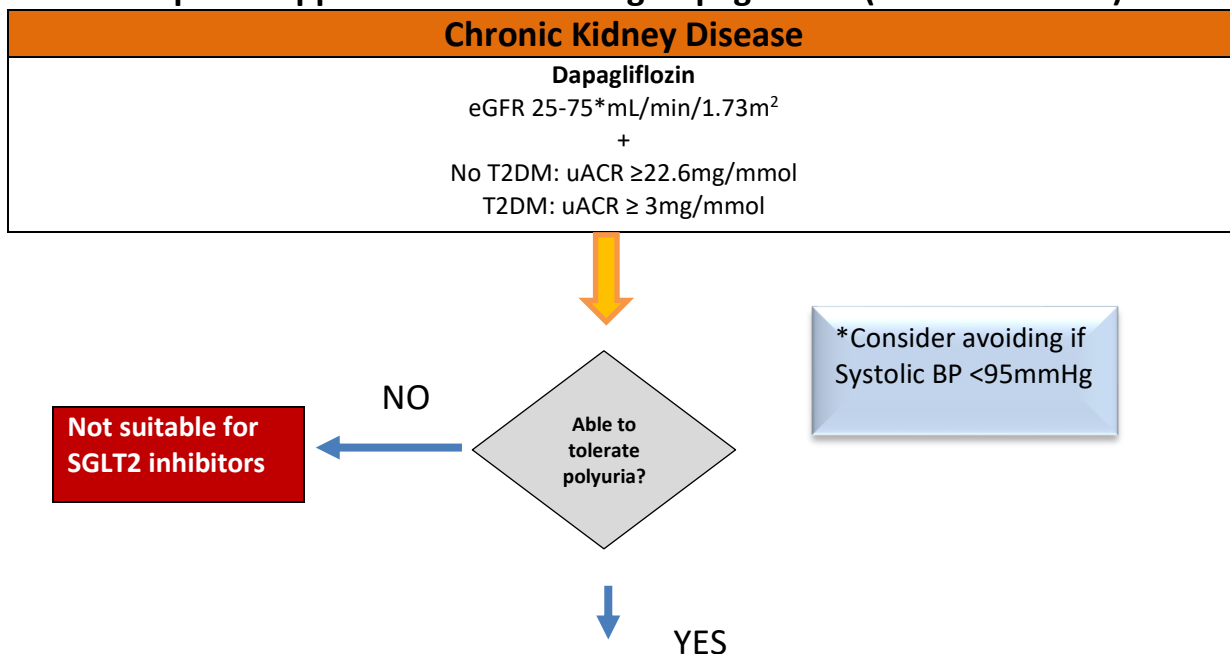 Chronic Kidney Disease
Dapagliflozin
eGFR 25-75*mL/min/1.73m²
+
No T2DM: uACR ≥22.6mg/mmol
T2DM: uACR ≥ 3mg/mmol
*Consider avoiding if
Systolic BP <95mmHg
NO
Not suitable for
SGLT2 inhibitors
Able to
tolerate
polyuria?
YES